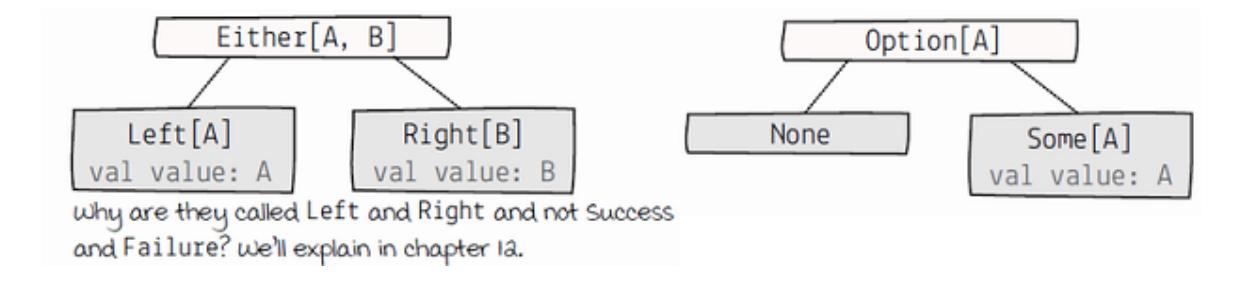 Either[A, B]
Left[A]
val value: A
Right[B]
val value: B
Why are they called Left and Right and not Success
and Failure? We'll explain in chapter 12.
Option[A]
None
Some[A]
val value: A